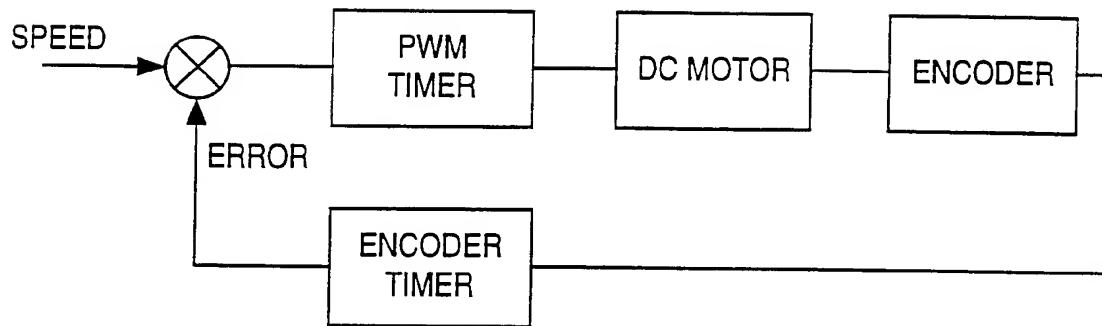 SPEED
PWM
TIMER
DC MOTOR
ENCODER
ERROR
ENCODER
TIMER